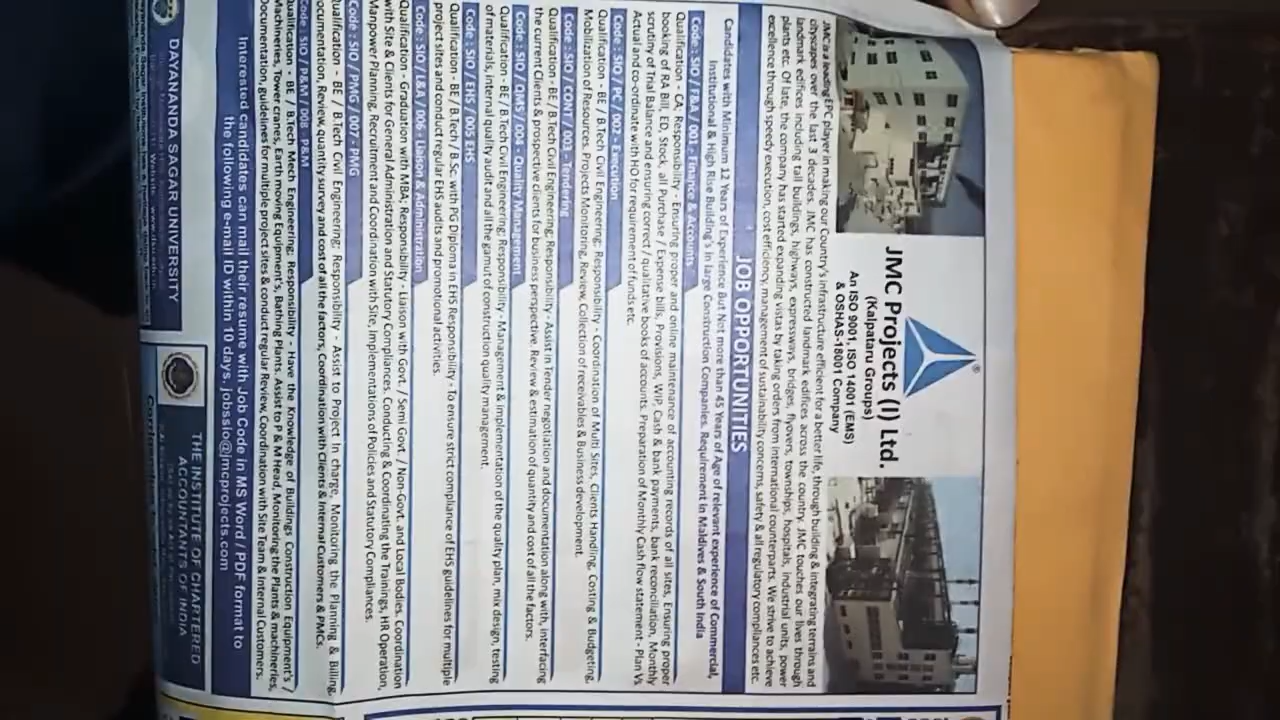 JMC Projects (I) Ltd.
(Kalpataru Groups)
An ISO 9001, ISO 14001 (EMS)
& OSHAS-18001 Company
JMC is a leading EPC player in making our Country's infrastructure efficient for a better life, through building & integrating terrains and
cityscapes over the last 3 decades. JMC has constructed landmark edifices across the country. JMC touches our lives through
landmark edifices including tall buildings, highways, expressways, bridges, flyovers, townships, hospitals, industrial units, power
plants etc. Of late, the company has started expanding vistas by taking orders from international counterparts. We strive to achieve
excellence through speedy execution, cost efficiency, management of sustainability concerns, safety & all regulatory compliances etc.
JOB OPPORTUNITIES
Candidates with Minimum 12 Years of Experience But Not more than 45 Years of Age of relevant experience of Commercial,
Institutional & High Rise Building's in large Construction Companies. Requirement in Maldives & South India
Code : SIO / F&A / 001 - Finance & Accounts
Qualification - CA, Responsibility - Ensuring proper and online maintenance of accounting records of all sites, Ensuring proper
booking of RA Bill, ED, Stock, all Purchase / Expense bills, Provisions, WIP, Cash & bank payments, bank reconciliation, Monthly
scrutiny of Trial Balance and ensuring correct / qualitative books of accounts. Preparation of Monthly Cash flow statement - Plan Vs
Actual and co-ordinate with HO for requirement of funds etc.
Code : SIO / PC / 002 - Execution
Qualification - BE / B.Tech Civil Engineering; Responsibility - Coordination of Multi Sites, Clients Handling, Costing & Budgeting,
Mobilization of Resources, Projects Monitoring, Review, Collection of receivables & Business development.
Code : SIO / CONT / 003 - Tendering
Qualification - BE / B.Tech Civil Engineering; Responsibility - Assist in Tender negotiation and documentation along with, interfacing
the current Clients & prospective clients for business perspective, Review & estimation of quantity and cost of all the factors.
Code : SIO / QMS / 004 - Quality Management
Qualification - BE / B.Tech Civil Engineering; Responsibility - Management & implementation of the quality plan, mix design, testing
of materials, internal quality audit and all the gamut of construction quality management.
Code : SIO / EHS / 005 EHS
Qualification - BE / B.Tech / B.Sc. with PG Diploma in EHS Responsibility - To ensure strict compliance of EHS guidelines for multiple
project sites and conduct regular EHS audits and promotional activities.
Code : SIO / L&A / 006 - Liaison & Administration
Qualification - Graduation with MBA; Responsibility - Liaison with Govt. / Semi Govt. / Non-Govt. and Local Bodies, Coordination
with Site & Clients for General Administration and Statutory Compliances, Conducting & Coordinating the Trainings, HR Operation,
Manpower Planning, Recruitment and Coordination with Site, Implementations of Policies and Statutory Compliances.
Code : SIO / PMG / 007 - PMG
Qualification - BE / B.Tech Civil Engineering; Responsibility - Assist to Project In charge, Monitoring the Planning & Billing,
Documentation, Review, quantity survey and cost of all the factors, Coordination with Clients & Internal Customers & PMCs.
Code : SIO / P&M / 008 - P&M
Qualification - BE / B.Tech Mech Engineering; Responsibility - Have the Knowledge of Buildings Construction Equipment's /
Machineries, Tower cranes, Earth moving Equipment's, Bathing Plants. Assist to P & M Head, Monitoring the Plants & machineries,
Documentation, guidelines for multiple project sites & conduct regular Review, Coordination with Site Team & Internal Customers.
Interested candidates can mail their resume with Job Code in MS Word / PDF format to
the following e-mail ID within 10 days. jobssio@jmcprojects.com
DAYANANDA SAGAR UNIVERSITY
THE INSTITUTE OF CHARTERED
ACCOUNTANTS OF INDIA